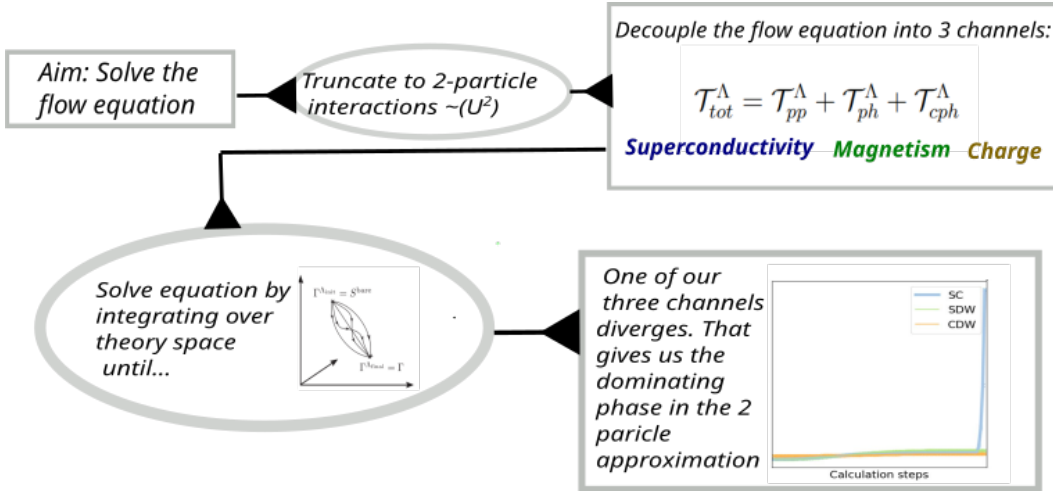 Aim: Solve the
flow equation
Truncate to 2-particle
interactions ~(U²)
Decouple the flow equation into 3 channels:
𝒯^Λ_tot = 𝒯^Λ_pp + 𝒯^Λ_ph + 𝒯^Λ_cph
Superconductivity Magnetism Charge
Solve equation by
integrating over
theory space
until...
Γ^Λinit = S^bare
Γ^Λfinal = Γ
One of our
three channels
diverges. That
gives us the
dominating
phase in the 2
paricle
approximation
SC
SDW
CDW
Calculation steps